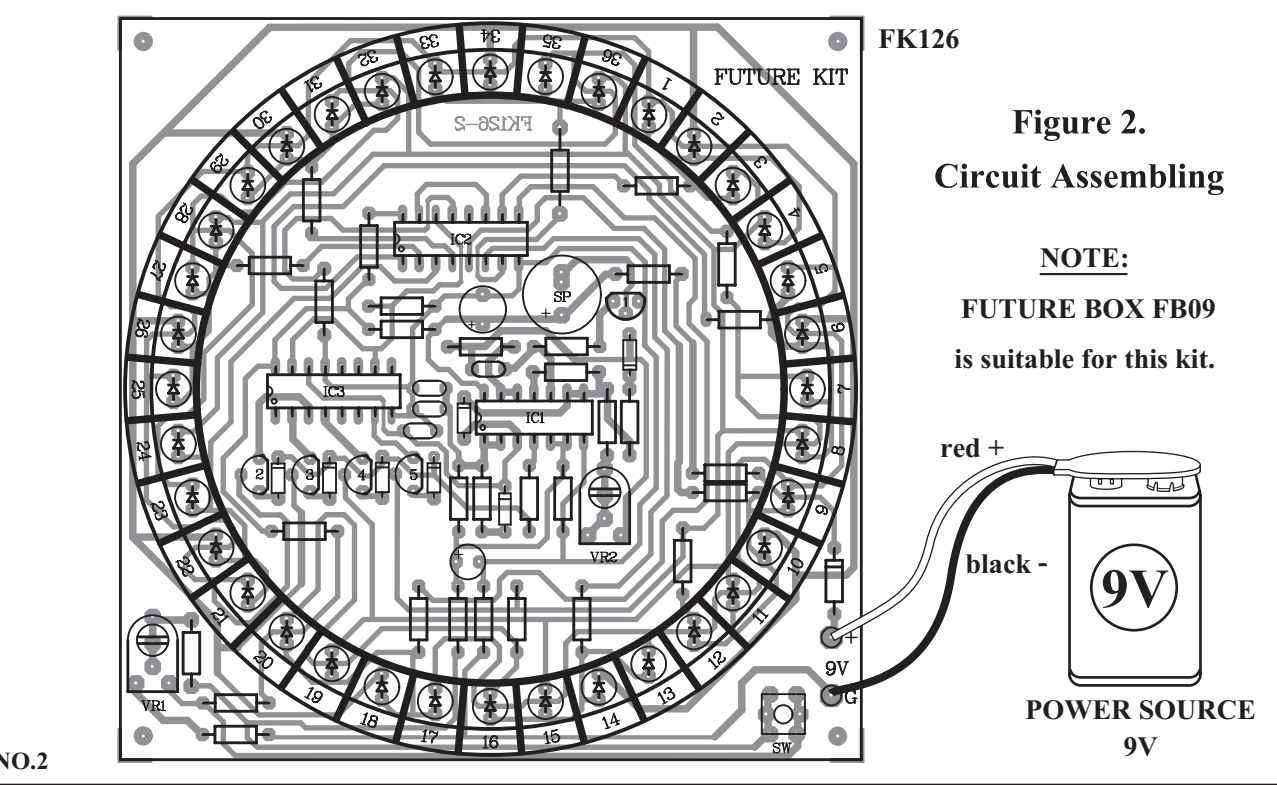 FK126
FUTURE KIT
Figure 2.
Circuit Assembling
NOTE:
FUTURE BOX FB09
is suitable for this kit.
FK126-2
34
35
36
1
2
3
4
5
6
7
8
9
10
11
12
13
14
15
16
17
18
19
20
21
22
23
24
25
26
27
28
29
30
31
32
33
IC2
SP
+
1
+
IC3
IC1
2
3
4
5
VR2
+
VR1
+
9V
G
SW
red +
black -
9V
POWER SOURCE
9V
NO.2